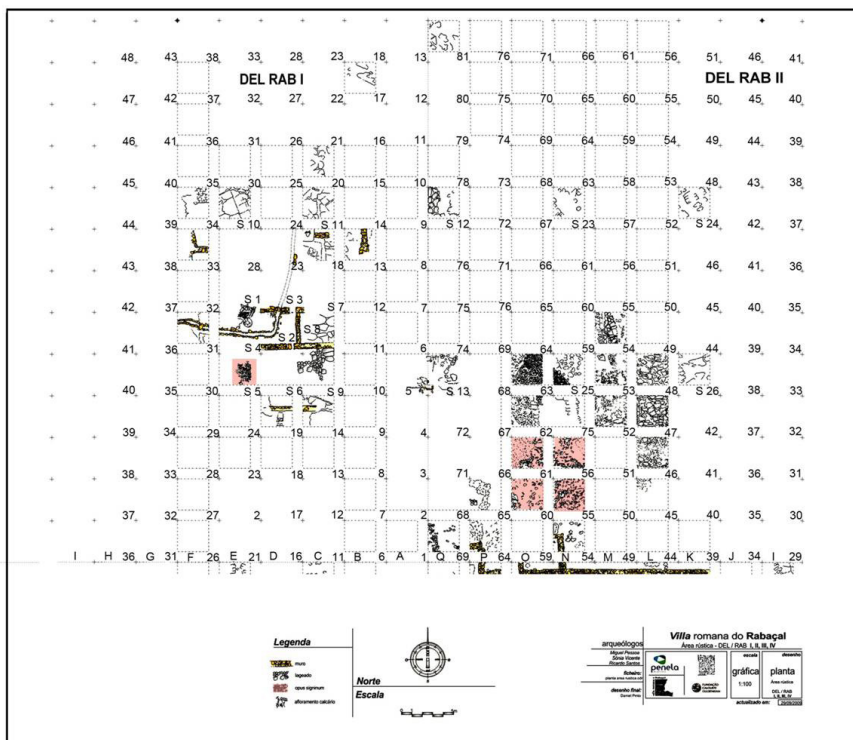 48 43 38 33 28 23 18 13 81 76 71 66 61 56 51 46 41
DEL RAB I DEL RAB II
47 42 37 32 27 22 17 12 80 75 70 65 60 55 50 45 40
46 41 36 31 26 21 16 11 79 74 69 64 59 54 49 44 39
45 40 35 30 25 20 15 10 78 73 68 63 58 53 48 43 38
44 39 34 S 10 24 S 11 14 9 S 12 72 67 S 23 57 52 S 24 42 37
43 38 33 28 23 18 13 8 76 71 66 61 56 51 46 41 36
S 1 S 3 S 7
42 37 32 12 7 75 76 65 60 55 50 45 40 35
S 2 S 8
41 36 31 S 4 11 6 74 69 64 59 54 49 44 39 34
40 35 30 S 5 S 6 S 9 10 5 S 13 68 63 S 25 53 48 S 26 38 33
39 34 29 24 19 14 9 4 72 67 62 75 52 47 42 37 32
38 33 28 23 18 13 8 3 71 66 61 56 51 46 41 36 31
37 32 27 2 17 12 7 2 68 65 60 55 50 45 40 35 30
I H 36 G 31 F 26 E 21 D 16 C 11 B 6 A 1 Q 69 P 64 O 59 N 54 M 49 L 44 K 39 J 34 I 29
Legenda
muro
lageado
opus signinum
afloramento calcário
Norte
Escala
arqueólogos
Miguel Pessoa
Sónia Vicente
Ricardo Santos
ficheiro:
planta area rustica.cdr
desenho final:
Villa romana do Rabaçal
Área rústica - DEL / RAB I, II, III, IV
penela
escala
gráfica
1:100
desenho
planta
Área rústica
DEL / RAB
I, II, III, IV
actualizado em: